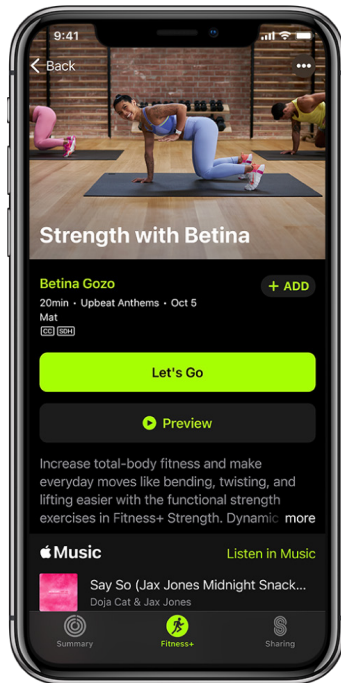 9:41
Back
Strength with Betina
Betina Gozo
+ ADD
20min • Upbeat Anthems • Oct 5
Mat
CC SDH
Let's Go
Preview
Increase total-body fitness and make
everyday moves like bending, twisting, and
lifting easier with the functional strength
exercises in Fitness+ Strength. Dynamic more
Music
Listen in Music
Say So (Jax Jones Midnight Snack...
Doja Cat & Jax Jones
Summary
Fitness+
Sharing